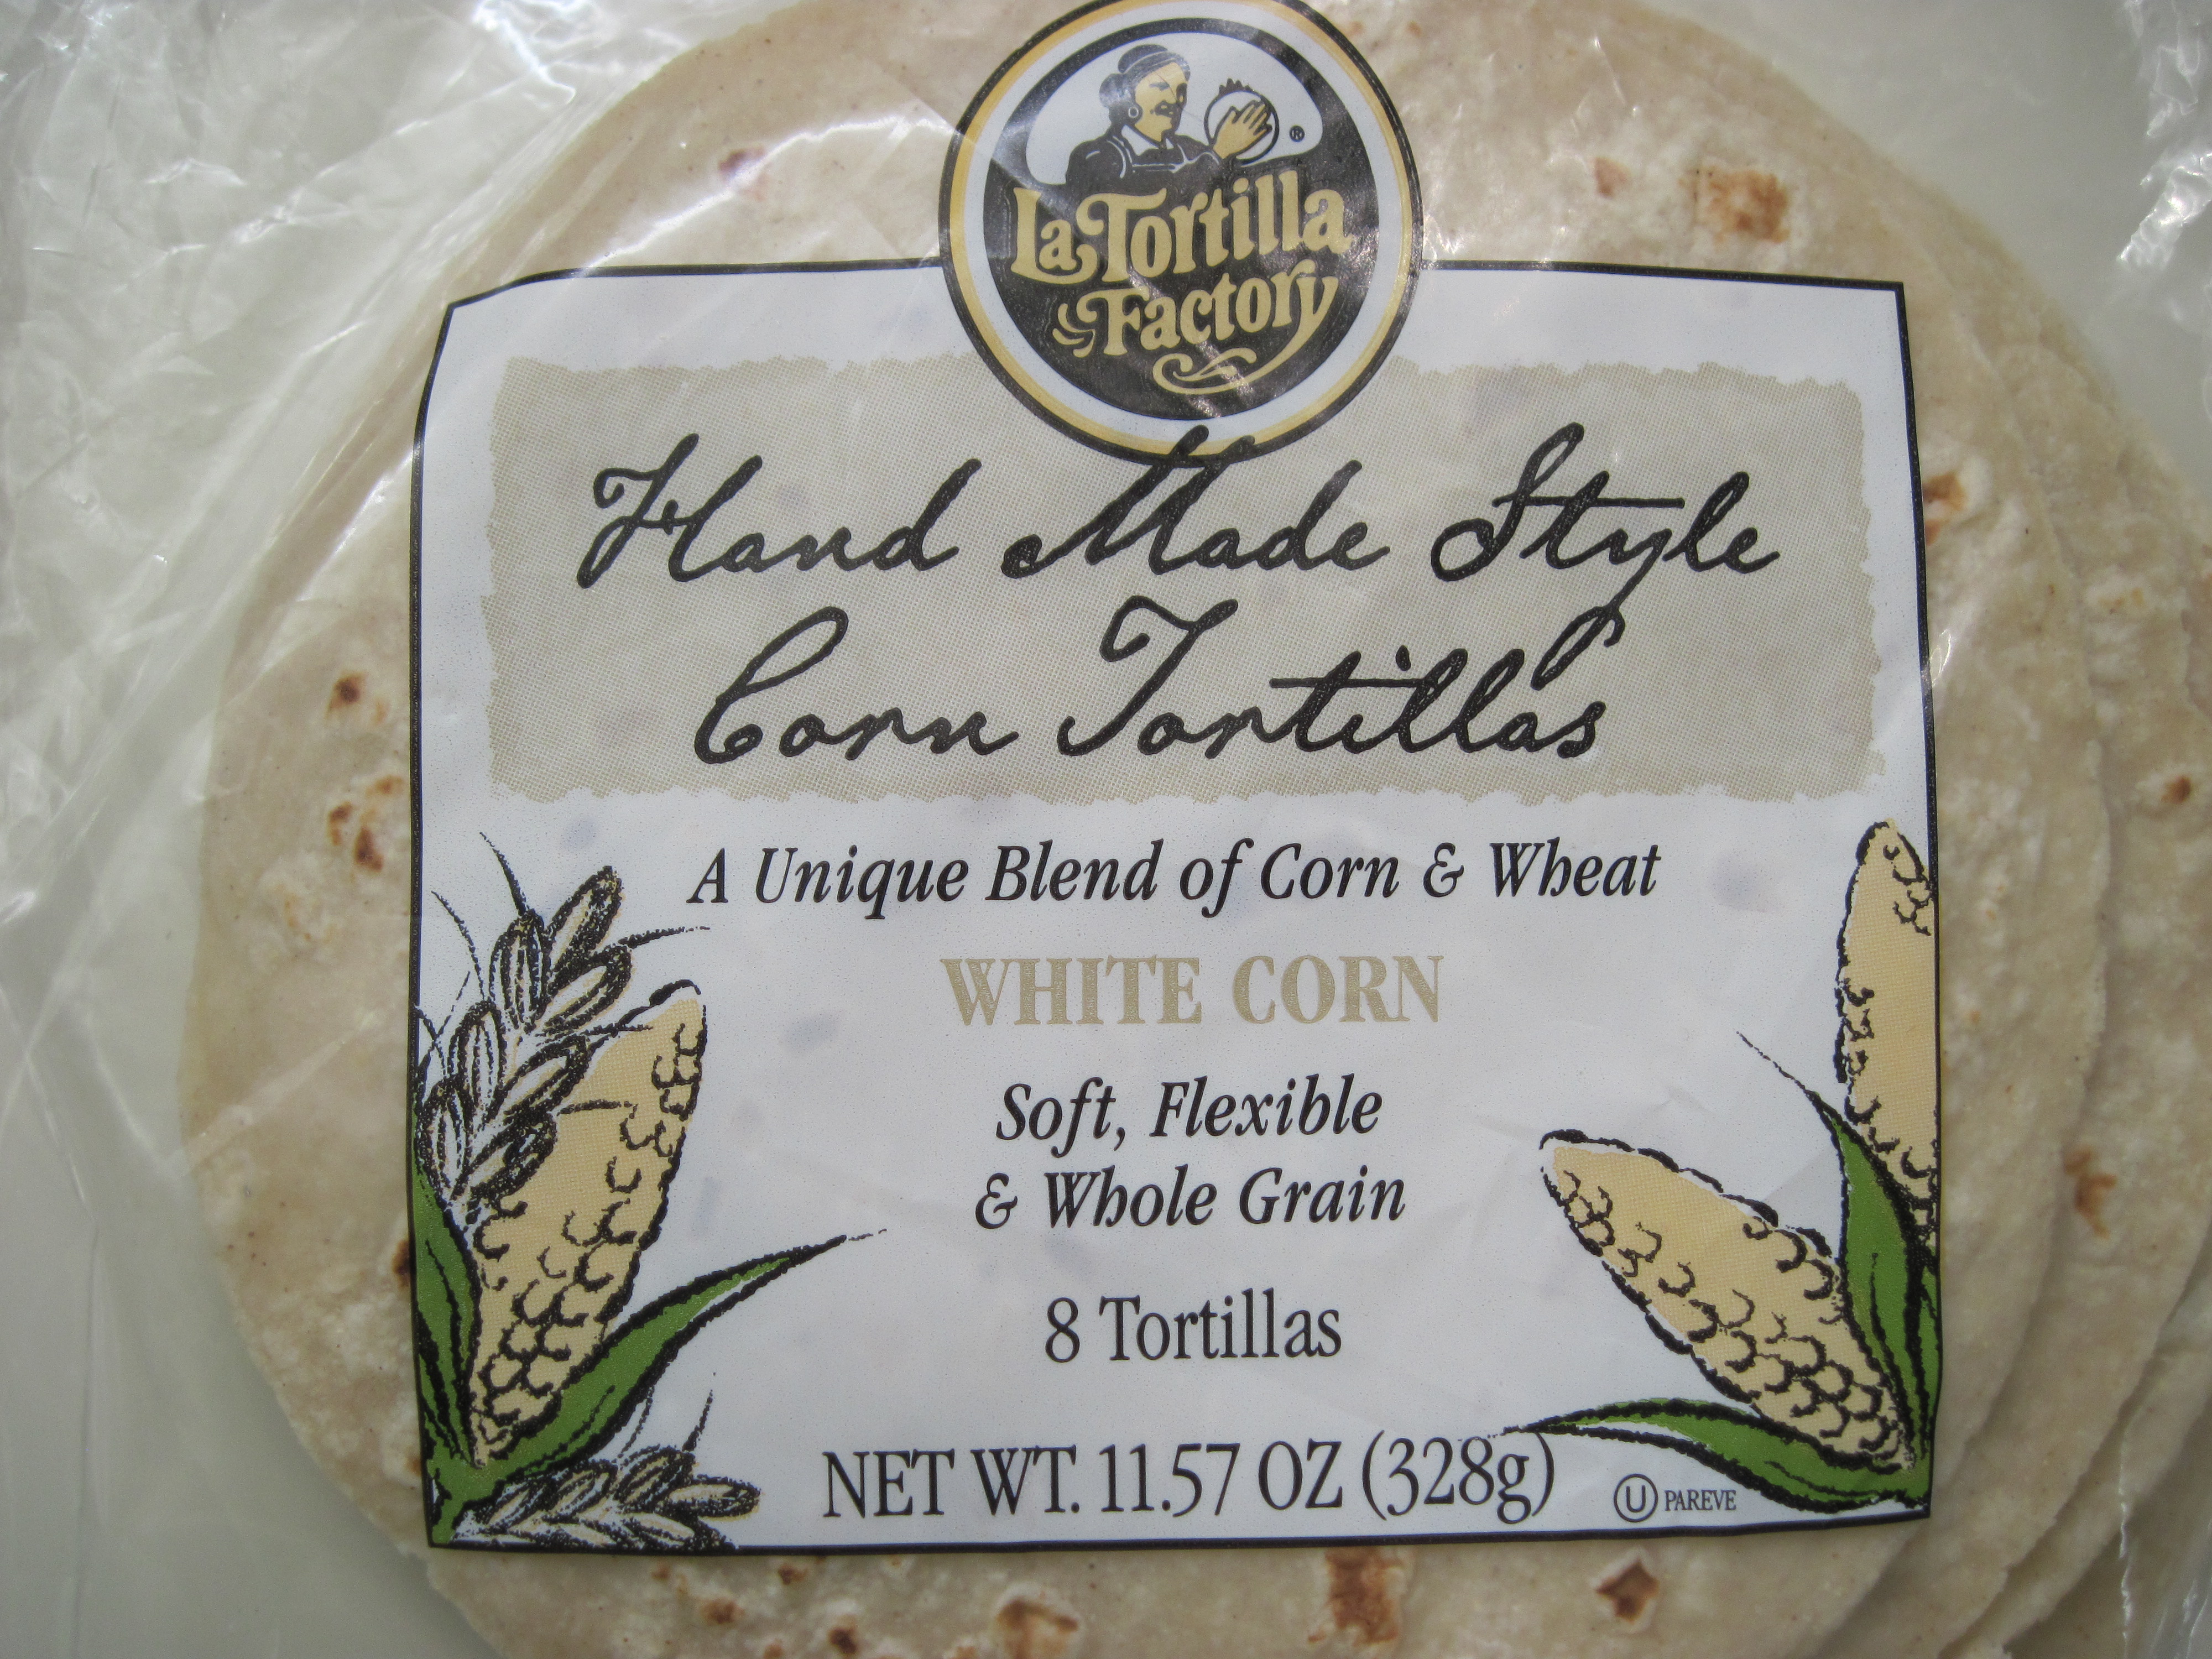 ®
La Tortilla
Factory
Hand Made Style
Corn Tortillas
A Unique Blend of Corn & Wheat
WHITE CORN
Soft, Flexible
& Whole Grain
8 Tortillas
NET WT. 11.57 OZ (328g)
U PAREVE